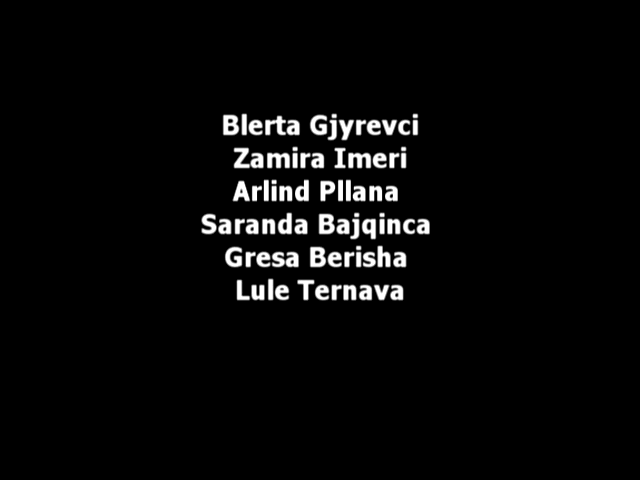 Blerta Gjyrevci
Zamira Imeri
Arlind Pllana
Saranda Bajqinca
Gresa Berisha
Lule Ternava